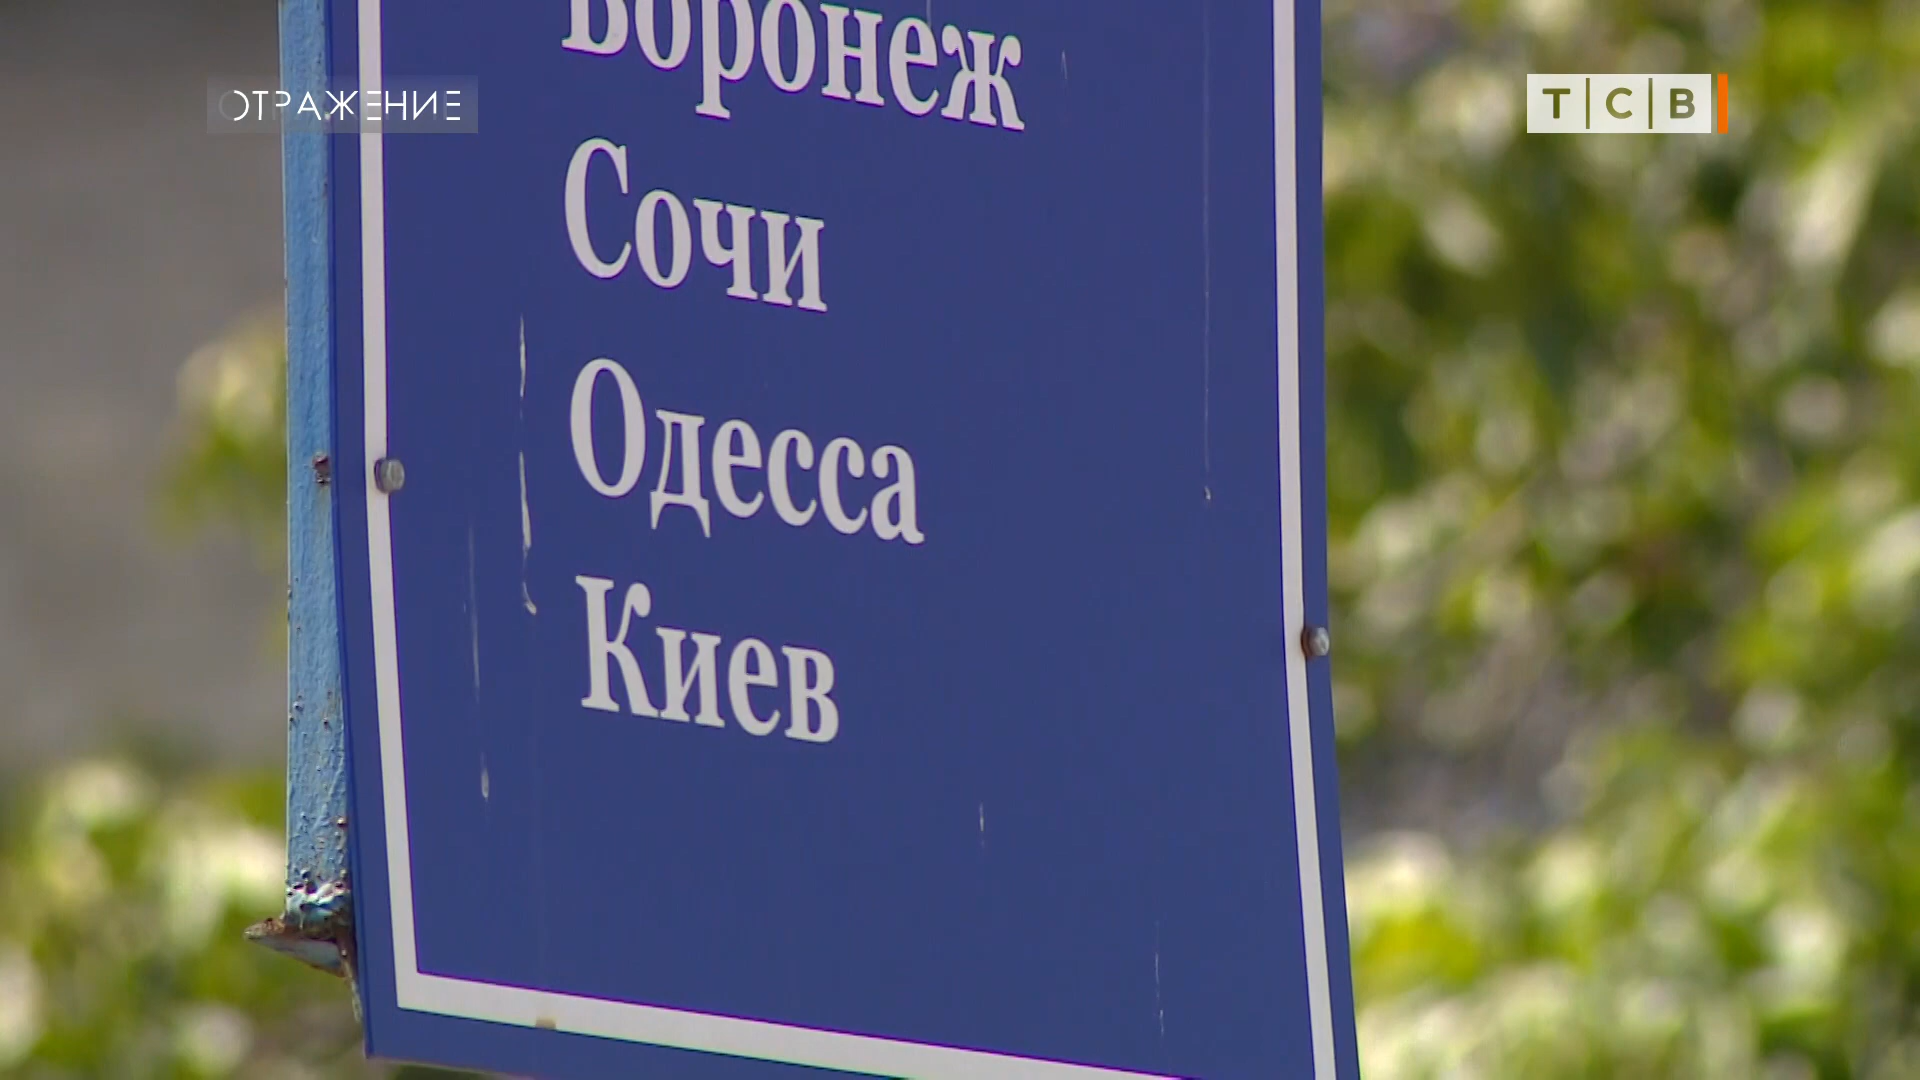 Воронеж
ОТРАЖЕНИЕ
ТСВ
Сочи
Одесса
Киев